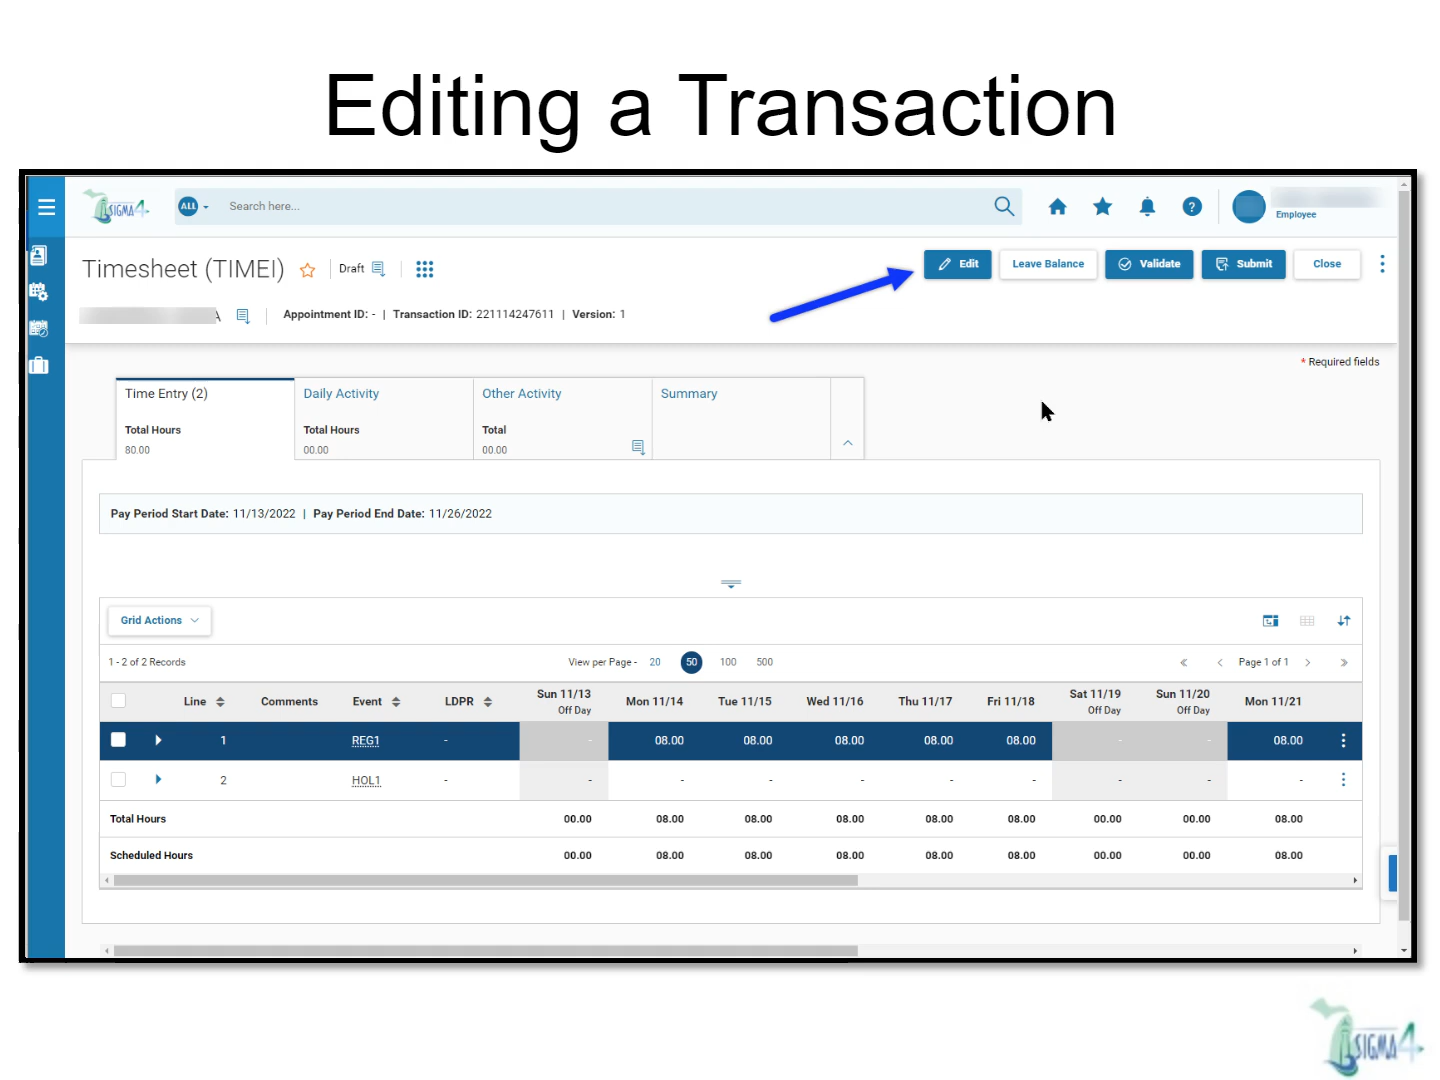 Editing a Transaction
SIGMA4
ALL
Search here...
?
Employee
Timesheet (TIMEI)
Draft
Edit
Leave Balance
Validate
Submit
Close
A
Appointment ID: - | Transaction ID: 221114247611 | Version: 1
* Required fields
Time Entry (2)
Total Hours
80.00
Daily Activity
Total Hours
00.00
Other Activity
Total
00.00
Summary
Pay Period Start Date: 11/13/2022 | Pay Period End Date: 11/26/2022
Grid Actions
1 - 2 of 2 Records
View per Page - 20 50 100 500
Page 1 of 1
Line Comments Event LDPR Sun 11/13 Mon 11/14 Tue 11/15 Wed 11/16 Thu 11/17 Fri 11/18 Sat 11/19 Sun 11/20 Mon 11/21
Off Day Off Day Off Day
1 REG1 - - 08.00 08.00 08.00 08.00 08.00 - - 08.00
2 HOL1 - - - - - - - - - -
Total Hours 00.00 08.00 08.00 08.00 08.00 08.00 00.00 00.00 08.00
Scheduled Hours 00.00 08.00 08.00 08.00 08.00 08.00 00.00 00.00 08.00
SIGMA4